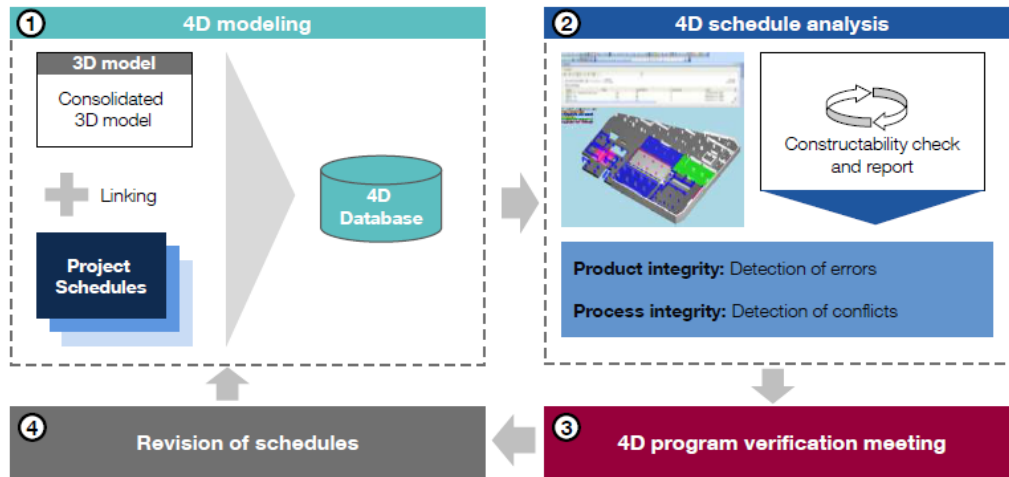 1
4D modeling
3D model
Consolidated
3D model
Linking
Project
Schedules
4D
Database
2
4D schedule analysis
Constructability check
and report
Product integrity: Detection of errors
Process integrity: Detection of conflicts
4
Revision of schedules
3
4D program verification meeting